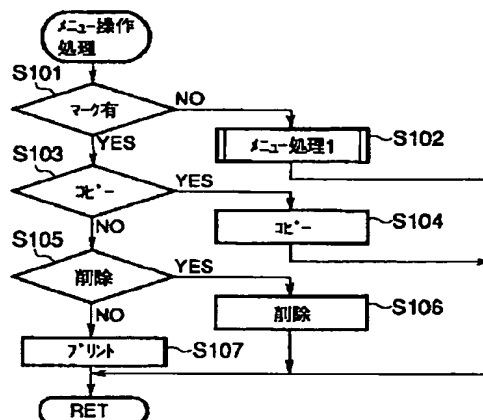 メニュー操作
処理
S101
マーク有
NO
YES
メニュー処理1
S102
S103
コピー
YES
NO
コピー
S104
S105
削除
YES
NO
削除
S106
プリント
S107
RET